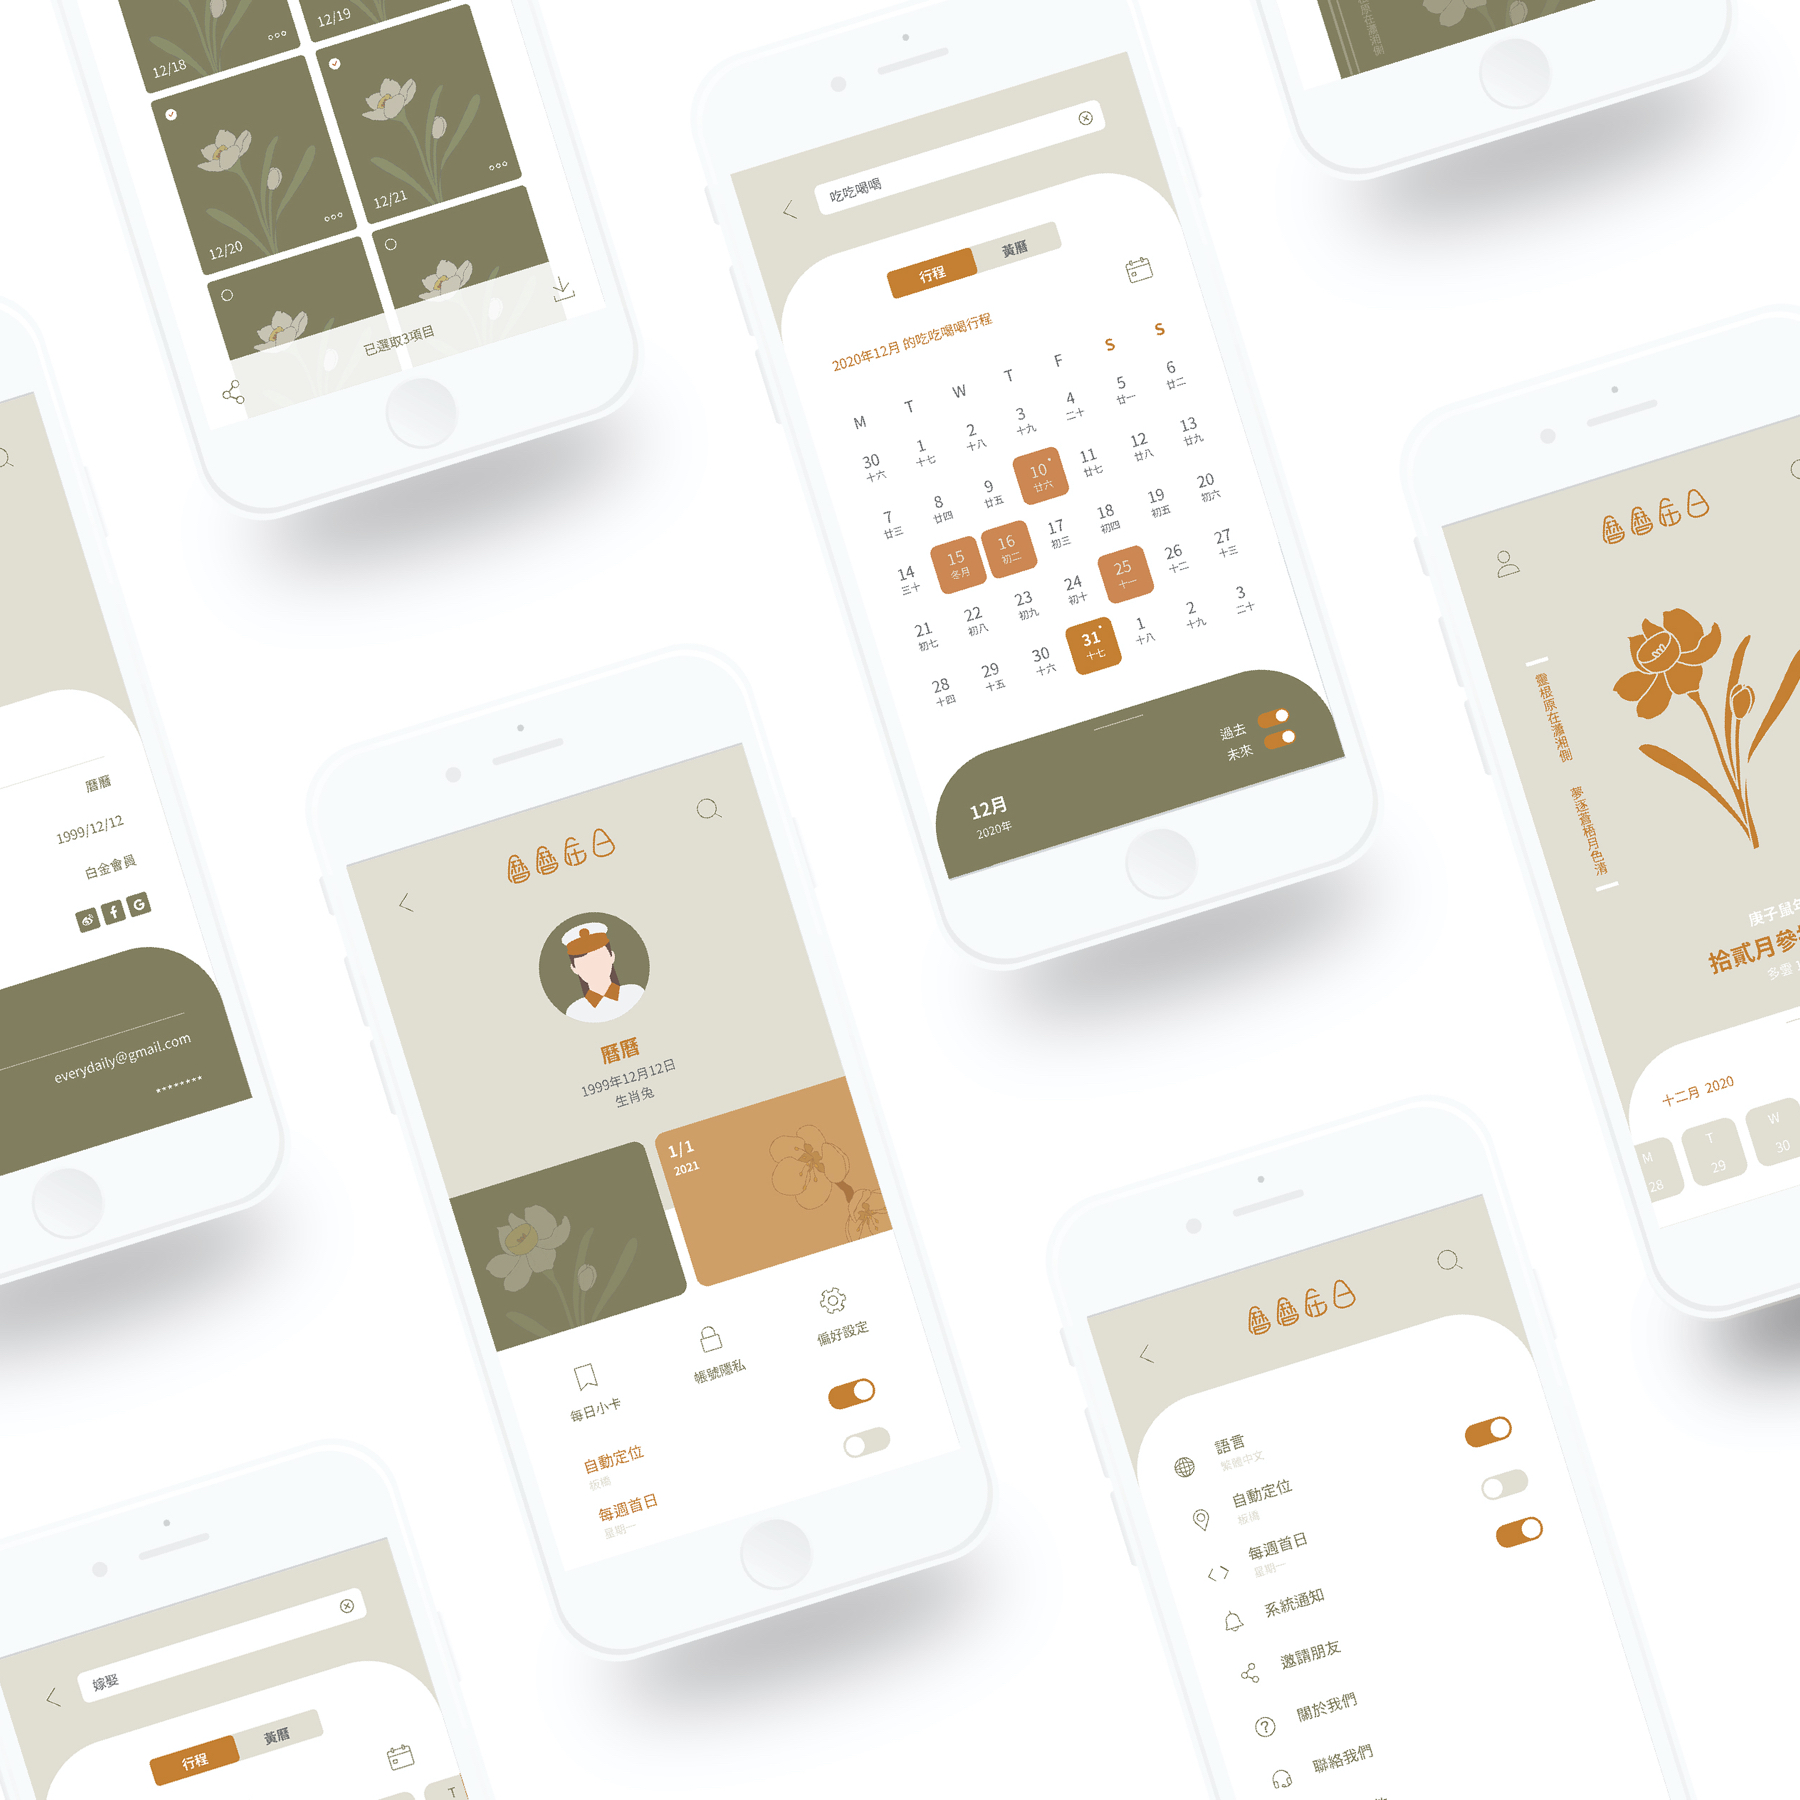 12/18
12/19
12/20
12/21
已選取3項目
吃吃喝喝
行程
黃曆
2020年12月 的吃吃喝喝行程
M T W T F S S
30 1 2 3 4 5 6
十六 十七 十八 十九 二十 廿一 廿二
7 8 9 10 11 12 13
廿三 廿四 廿五 廿六 廿七 廿八 廿九
14 15 16 17 18 19 20
三十 冬月 初二 初三 初四 初五 初六
21 22 23 24 25 26 27
初七 初八 初九 初十 十一 十二 十三
28 29 30 31 1 2 3
十四 十五 十六 十七 十八 十九 二十
過去
未來
12月
2020年
曆曆
1999/12/12
白金會員
everydaily@gmail.com
********
曆曆在日
曆曆
1999年12月12日
生肖兔
1/1
2021
每日小卡
帳號隱私
偏好設定
自動定位
板橋
每週首日
星期一
曆曆在日
靈根原在瀟湘側
夢逐蒼梧月色清
庚子鼠年
拾貳月參拾
多雲 1
十二月 2020
M T W
28 29 30
曆曆在日
語言
繁體中文
自動定位
板橋
每週首日
星期一
系統通知
邀請朋友
關於我們
聯絡我們
嫁娶
行程
黃曆
T